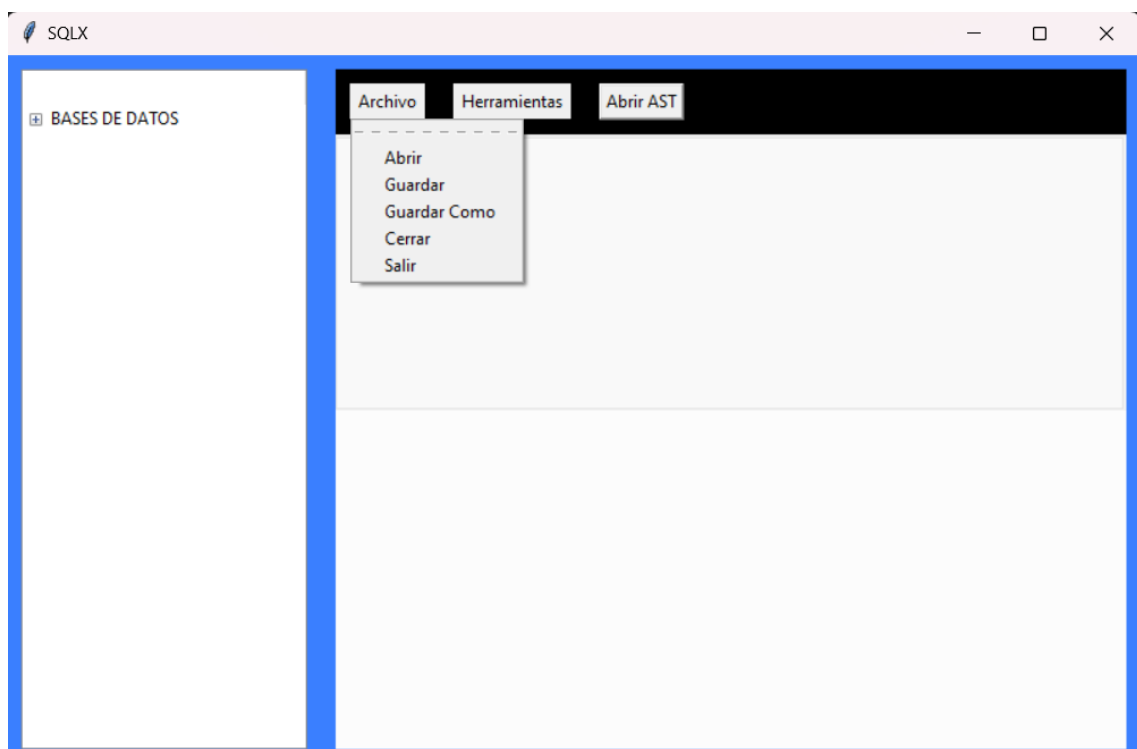 SQLX
BASES DE DATOS
Archivo Herramientas Abrir AST
Abrir
Guardar
Guardar Como
Cerrar
Salir